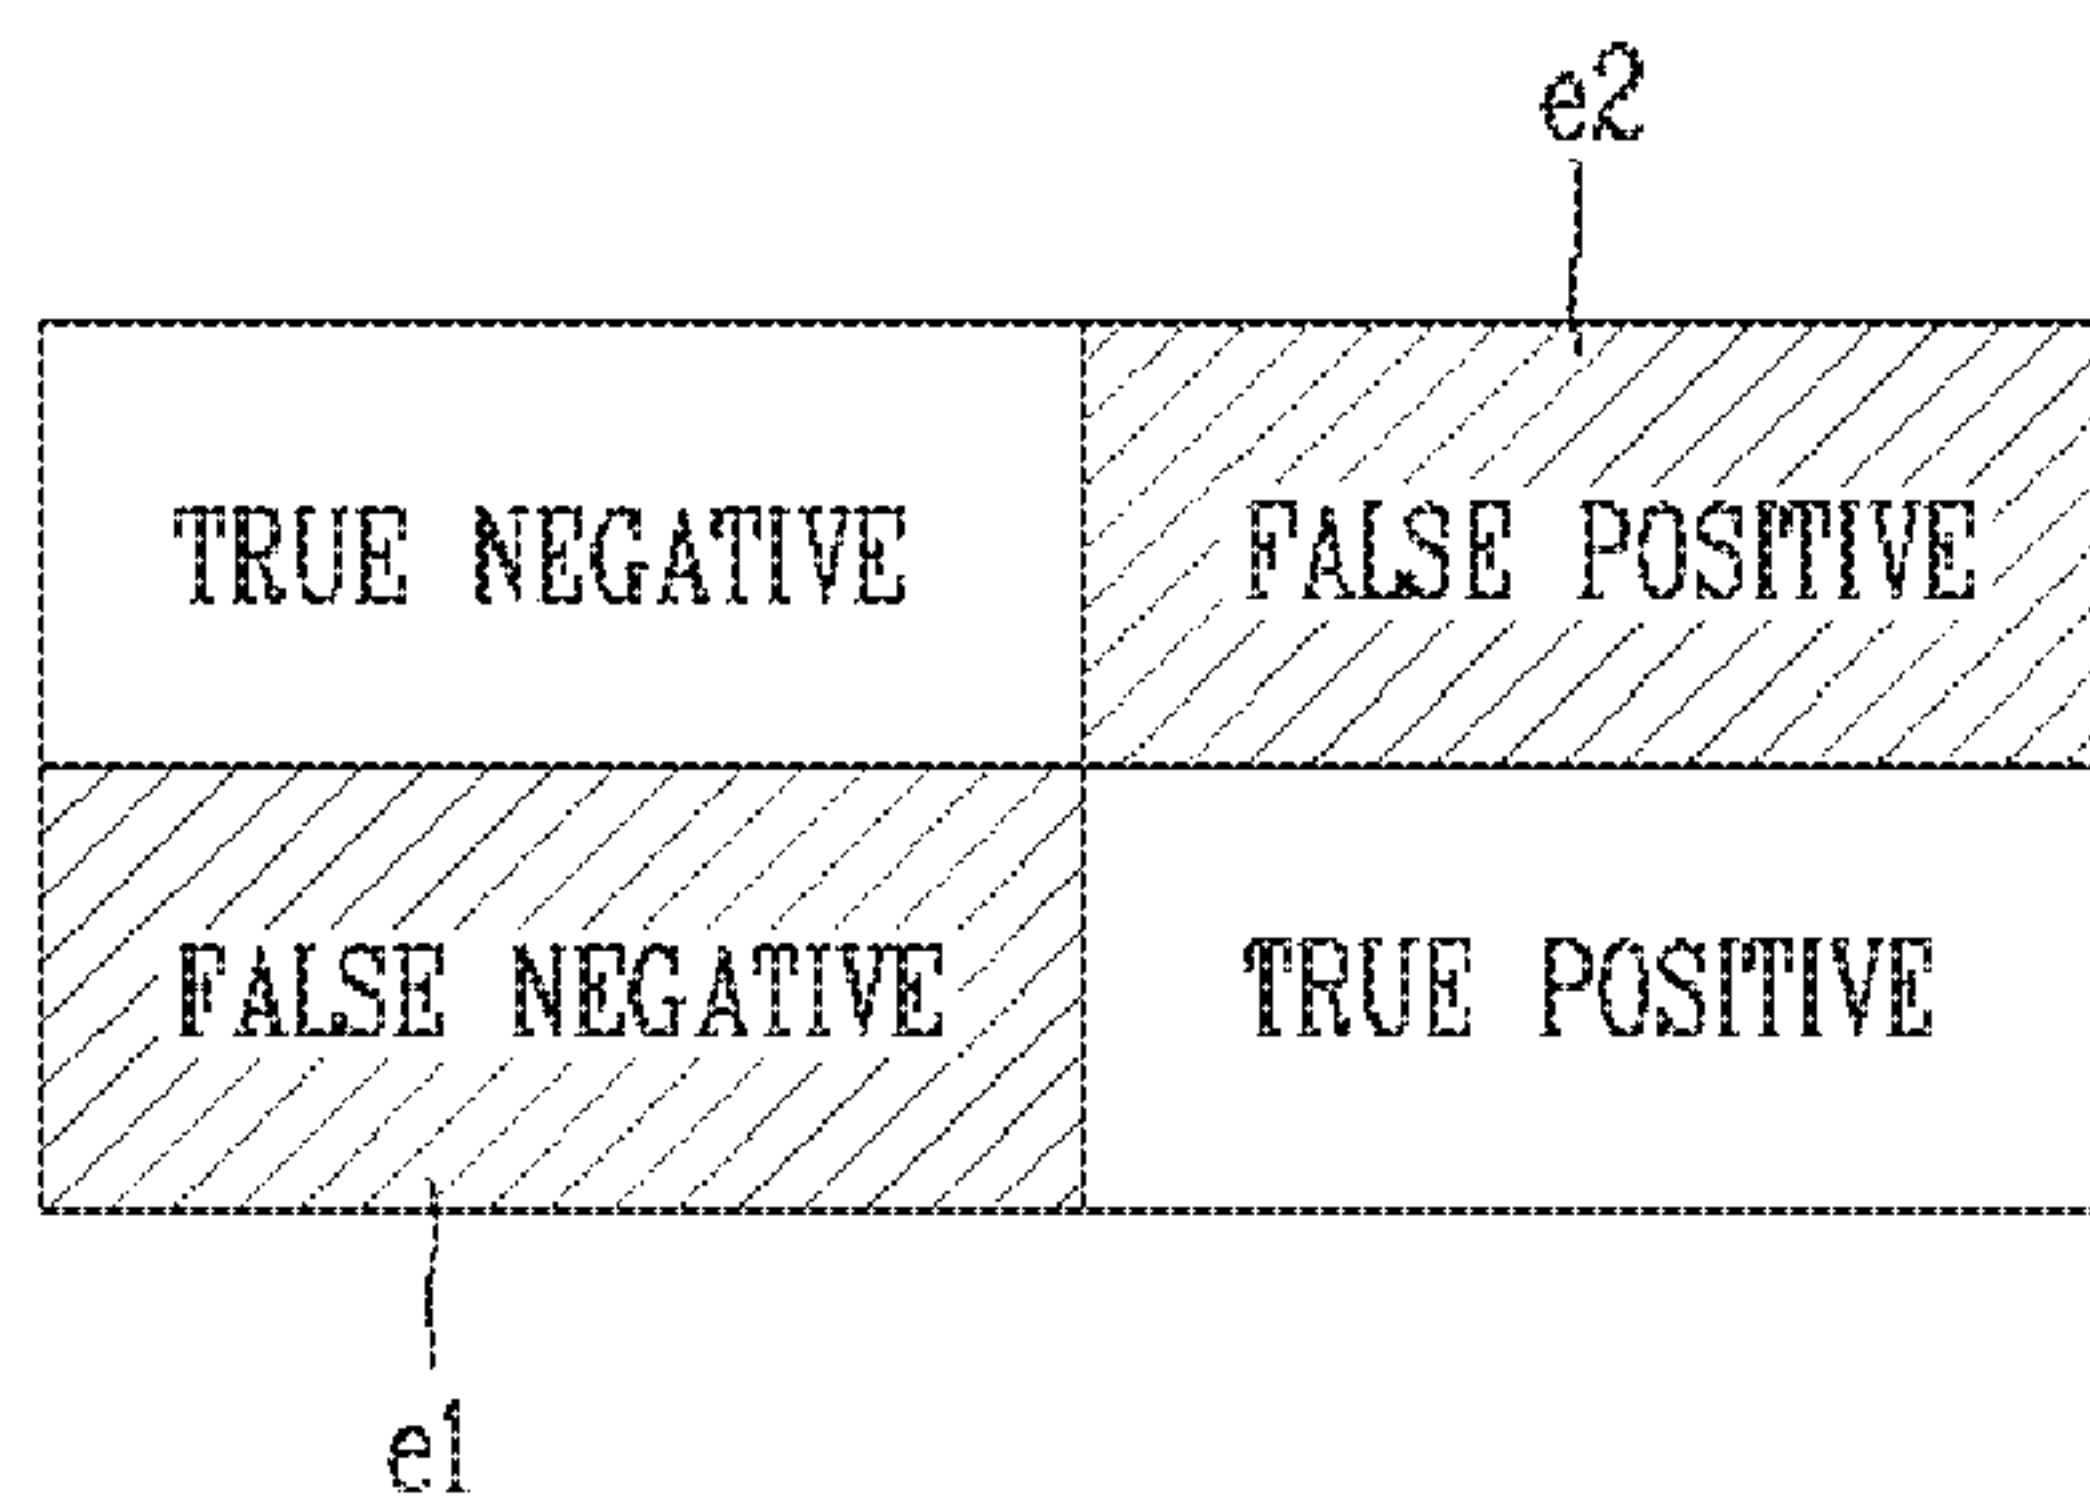 e2
TRUE NEGATIVE
FALSE POSITIVE
FALSE NEGATIVE
TRUE POSITIVE
e1